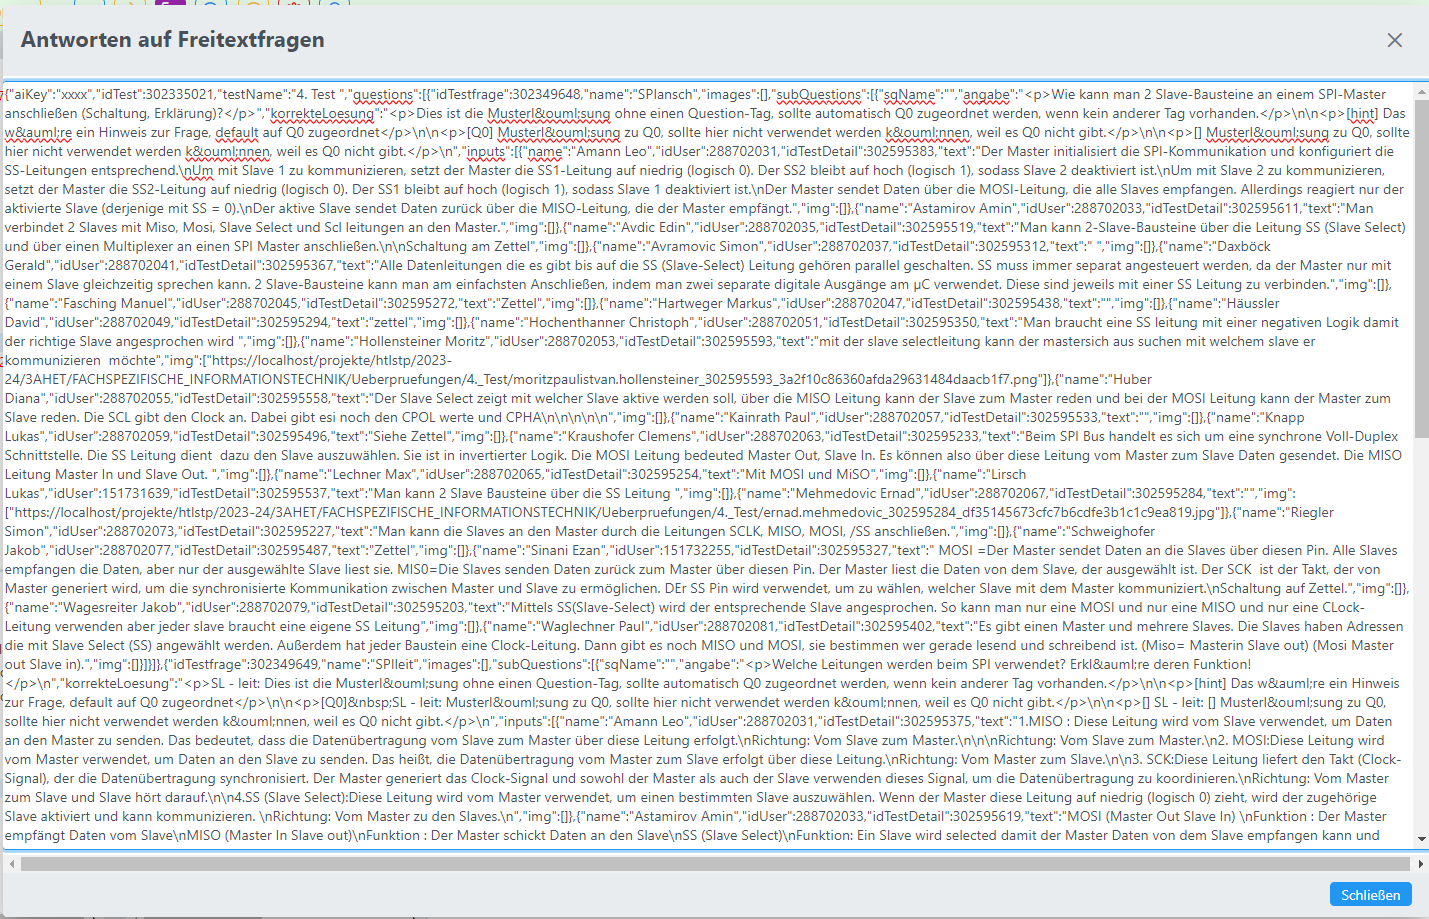 Antworten auf Freitextfragen
{"aiKey":"xxxx","idTest":302335021,"testName":"4. Test ","questions":[{"idTestfrage":302349648,"name":"SPIansch","images":[],"subQuestions":[{"sqName":"","angabe":"<p>Wie kann man 2 Slave-Bausteine an einem SPI-Master
anschließen (Schaltung, Erklärung)?</p>","korrekteLoesung":"<p>Dies ist die Musterl&ouml;sung ohne einen Question-Tag, sollte automatisch Q0 zugeordnet werden, wenn kein anderer Tag vorhanden.</p>\n\n<p>[hint] Das
w&auml;re ein Hinweis zur Frage, default auf Q0 zugeordnet</p>\n\n<p>[Q0] Musterl&ouml;sung zu Q0, sollte hier nicht verwendet werden k&ouml;nnen, weil es Q0 nicht gibt.</p>\n\n<p>[] Musterl&ouml;sung zu Q0, sollte
hier nicht verwendet werden k&ouml;nnen, weil es Q0 nicht gibt.</p>\n","inputs":[{"name":"Amann Leo","idUser":288702031,"idTestDetail":302595383,"text":"Der Master initialisiert die SPI-Kommunikation und konfiguriert die
SS-Leitungen entsprechend.\nUm mit Slave 1 zu kommunizieren, setzt der Master die SS1-Leitung auf niedrig (logisch 0). Der SS2 bleibt auf hoch (logisch 1), sodass Slave 2 deaktiviert ist.\nUm mit Slave 2 zu kommunizieren,
setzt der Master die SS2-Leitung auf niedrig (logisch 0). Der SS1 bleibt auf hoch (logisch 1), sodass Slave 1 deaktiviert ist.\nDer Master sendet Daten über die MOSI-Leitung, die alle Slaves empfangen. Allerdings reagiert nur der
aktivierte Slave (derjenige mit SS = 0).\nDer aktive Slave sendet Daten zurück über die MISO-Leitung, die der Master empfängt.","img":[]},{"name":"Astamirov Amin","idUser":288702033,"idTestDetail":302595611,"text":"Man
verbindet 2 Slaves mit Miso, Mosi, Slave Select und Scl leitungen an den Master.","img":[]},{"name":"Avdic Edin","idUser":288702035,"idTestDetail":302595519,"text":"Man kann 2-Slave-Bausteine über die Leitung SS (Slave Select)
und über einen Multiplexer an einen SPI Master anschließen.\n\nSchaltung am Zettel","img":[]},{"name":"Avramovic Simon","idUser":288702037,"idTestDetail":302595312,"text":" ","img":[]},{"name":"Daxböck
Gerald","idUser":288702041,"idTestDetail":302595367,"text":"Alle Datenleitungen die es gibt bis auf die SS (Slave-Select) Leitung gehören parallel geschalten. SS muss immer separat angesteuert werden, da der Master nur mit
einem Slave gleichzeitig sprechen kann. 2 Slave-Bausteine kann man am einfachsten Anschließen, indem man zwei separate digitale Ausgänge am µC verwendet. Diese sind jeweils mit einer SS Leitung zu verbinden.","img":[]},
{"name":"Fasching Manuel","idUser":288702045,"idTestDetail":302595272,"text":"Zettel","img":[]},{"name":"Hartweger Markus","idUser":288702047,"idTestDetail":302595438,"text":"","img":[]},{"name":"Häussler
David","idUser":288702049,"idTestDetail":302595294,"text":"zettel","img":[]},{"name":"Hochenthanner Christoph","idUser":288702051,"idTestDetail":302595350,"text":"Man braucht eine SS leitung mit einer negativen Logik damit
der richtige Slave angesprochen wird ","img":[]},{"name":"Hollensteiner Moritz","idUser":288702053,"idTestDetail":302595593,"text":"mit der slave selectleitung kann der mastersich aus suchen mit welchem slave er
kommunizieren  möchte","img":["https://localhost/projekte/htlstp/2023-
24/3AHET/FACHSPEZIFISCHE_INFORMATIONSTECHNIK/Ueberpruefungen/4._Test/moritzpaulistvan.hollensteiner_302595593_3a2f10c86360afda29631484daacb1f7.png"]},{"name":"Huber
Diana","idUser":288702055,"idTestDetail":302595558,"text":"Der Slave Select zeigt mit welcher Slave aktive werden soll, über die MISO Leitung kann der Slave zum Master reden und bei der MOSI Leitung kann der Master zum
Slave reden. Die SCL gibt den Clock an. Dabei gibt esi noch den CPOL werte und CPHA\n\n\n\n\n","img":[]},{"name":"Kainrath Paul","idUser":288702057,"idTestDetail":302595533,"text":"","img":[]},{"name":"Knapp
Lukas","idUser":288702059,"idTestDetail":302595496,"text":"Siehe Zettel","img":[]},{"name":"Kraushofer Clemens","idUser":288702063,"idTestDetail":302595233,"text":"Beim SPI Bus handelt es sich um eine synchrone Voll-Duplex
Schnittstelle. Die SS Leitung dient  dazu den Slave auszuwählen. Sie ist in invertierter Logik. Die MOSI Leitung bedeuted Master Out, Slave In. Es können also über diese Leitung vom Master zum Slave Daten gesendet. Die MISO
Leitung Master In und Slave Out. ","img":[]},{"name":"Lechner Max","idUser":288702065,"idTestDetail":302595254,"text":"Mit MOSI und MiSO","img":[]},{"name":"Lirsch
Lukas","idUser":151731639,"idTestDetail":302595537,"text":"Man kann 2 Slave Bausteine über die SS Leitung ","img":[]},{"name":"Mehmedovic Ernad","idUser":288702067,"idTestDetail":302595284,"text":"","img":
["https://localhost/projekte/htlstp/2023-24/3AHET/FACHSPEZIFISCHE_INFORMATIONSTECHNIK/Ueberpruefungen/4._Test/ernad.mehmedovic_302595284_df35145673cfc7b6cdfe3b1c1c9ea819.jpg"]},{"name":"Riegler
Simon","idUser":288702073,"idTestDetail":302595227,"text":"Man kann die Slaves an den Master durch die Leitungen SCLK, MISO, MOSI, /SS anschließen.","img":[]},{"name":"Schweighofer
Jakob","idUser":288702077,"idTestDetail":302595487,"text":"Zettel","img":[]},{"name":"Sinani Ezan","idUser":151732255,"idTestDetail":302595327,"text":" MOSI =Der Master sendet Daten an die Slaves über diesen Pin. Alle Slaves
empfangen die Daten, aber nur der ausgewählte Slave liest sie. MIS0=Die Slaves senden Daten zurück zum Master über diesen Pin. Der Master liest die Daten von dem Slave, der ausgewählt ist. Der SCK  ist der Takt, der von
Master generiert wird, um die synchronisierte Kommunikation zwischen Master und Slave zu ermöglichen. DEr SS Pin wird verwendet, um zu wählen, welcher Slave mit dem Master kommuniziert.\nSchaltung auf Zettel.","img":[]},
{"name":"Wagesreiter Jakob","idUser":288702079,"idTestDetail":302595203,"text":"Mittels SS(Slave-Select) wird der entsprechende Slave angesprochen. So kann man nur eine MOSI und nur eine MISO und nur eine CLock-
Leitung verwenden aber jeder slave braucht eine eigene SS Leitung","img":[]},{"name":"Waglechner Paul","idUser":288702081,"idTestDetail":302595402,"text":"Es gibt einen Master und mehrere Slaves. Die Slaves haben Adressen
die mit Slave Select (SS) angewählt werden. Außerdem hat jeder Baustein eine Clock-Leitung. Dann gibt es noch MISO und MOSI, sie bestimmen wer gerade lesend und schreibend ist. (Miso= Masterin Slave out) (Mosi Master
out Slave in).","img":[]}]}]},{"idTestfrage":302349649,"name":"SPIleit","images":[],"subQuestions":[{"sqName":"","angabe":"<p>Welche Leitungen werden beim SPI verwendet? Erkl&auml;re deren Funktion!
</p>\n","korrekteLoesung":"<p>SL - leit: Dies ist die Musterl&ouml;sung ohne einen Question-Tag, sollte automatisch Q0 zugeordnet werden, wenn kein anderer Tag vorhanden.</p>\n\n<p>[hint] Das w&auml;re ein Hinweis
zur Frage, default auf Q0 zugeordnet</p>\n\n<p>[Q0]&nbsp;SL - leit: Musterl&ouml;sung zu Q0, sollte hier nicht verwendet werden k&ouml;nnen, weil es Q0 nicht gibt.</p>\n\n<p>[] SL - leit: [] Musterl&ouml;sung zu Q0,
sollte hier nicht verwendet werden k&ouml;nnen, weil es Q0 nicht gibt.</p>\n","inputs":[{"name":"Amann Leo","idUser":288702031,"idTestDetail":302595375,"text":"1.MISO : Diese Leitung wird vom Slave verwendet, um Daten
an den Master zu senden. Das bedeutet, dass die Datenübertragung vom Slave zum Master über diese Leitung erfolgt.\nRichtung: Vom Slave zum Master.\n\n\nRichtung: Vom Slave zum Master.\n2. MOSI:Diese Leitung wird
vom Master verwendet, um Daten an den Slave zu senden. Das heißt, die Datenübertragung vom Master zum Slave erfolgt über diese Leitung.\nRichtung: Vom Master zum Slave.\n\n3. SCK:Diese Leitung liefert den Takt (Clock-
Signal), der die Datenübertragung synchronisiert. Der Master generiert das Clock-Signal und sowohl der Master als auch der Slave verwenden dieses Signal, um die Datenübertragung zu koordinieren.\nRichtung: Vom Master
zum Slave und Slave hört darauf.\n\n4.SS (Slave Select):Diese Leitung wird vom Master verwendet, um einen bestimmten Slave auszuwählen. Wenn der Master diese Leitung auf niedrig (logisch 0) zieht, wird der zugehörige
Slave aktiviert und kann kommunizieren. \nRichtung: Vom Master zu den Slaves.\n","img":[]},{"name":"Astamirov Amin","idUser":288702033,"idTestDetail":302595619,"text":"MOSI (Master Out Slave In) \nFunktion : Der Master
empfängt Daten vom Slave\nMISO (Master In Slave out)\nFunktion : Der Master schickt Daten an den Slave\nSS (Slave Select)\nFunktion: Ein Slave wird selected damit der Master Daten von dem Slave empfangen kann und
Schließen